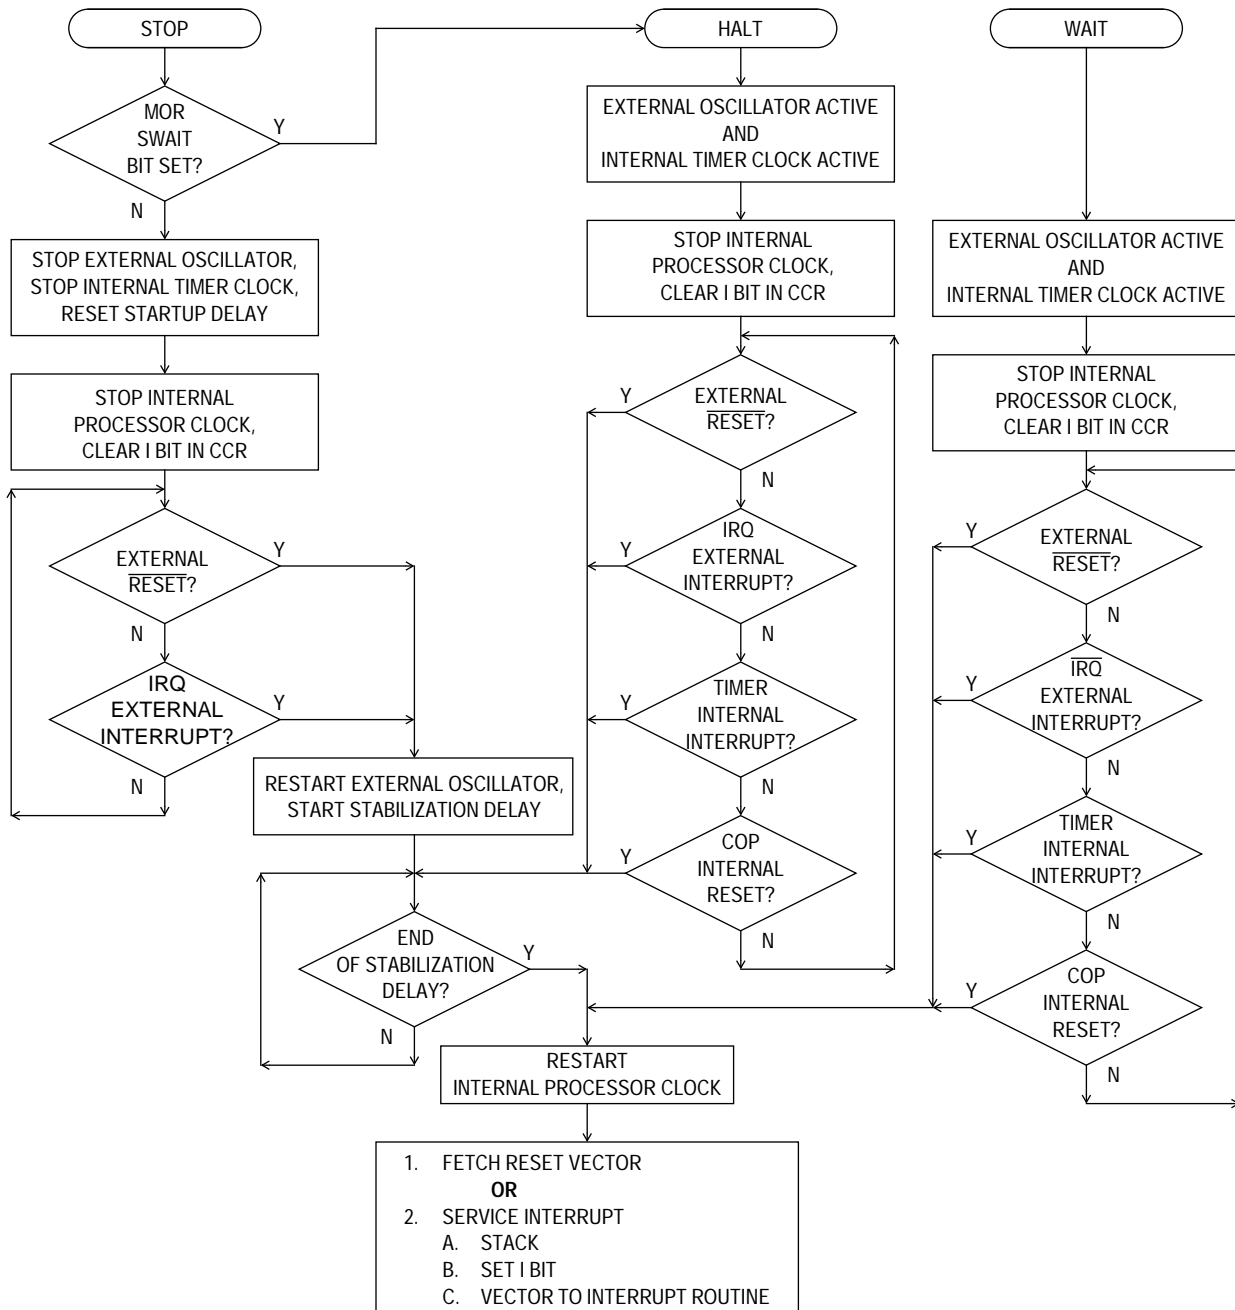 STOP
MOR
SWAIT
BIT SET?
Y
N
STOP EXTERNAL OSCILLATOR,
STOP INTERNAL TIMER CLOCK,
RESET STARTUP DELAY
STOP INTERNAL
PROCESSOR CLOCK,
CLEAR I BIT IN CCR
EXTERNAL
RESET?
Y
N
IRQ
EXTERNAL
INTERRUPT?
Y
N
RESTART EXTERNAL OSCILLATOR,
START STABILIZATION DELAY
END
OF STABILIZATION
DELAY?
Y
N
HALT
EXTERNAL OSCILLATOR ACTIVE
AND
INTERNAL TIMER CLOCK ACTIVE
STOP INTERNAL
PROCESSOR CLOCK,
CLEAR I BIT IN CCR
EXTERNAL
RESET?
Y
N
IRQ
EXTERNAL
INTERRUPT?
Y
N
TIMER
INTERNAL
INTERRUPT?
Y
N
COP
INTERNAL
RESET?
Y
N
WAIT
EXTERNAL OSCILLATOR ACTIVE
AND
INTERNAL TIMER CLOCK ACTIVE
STOP INTERNAL
PROCESSOR CLOCK,
CLEAR I BIT IN CCR
EXTERNAL
RESET?
Y
N
IRQ
EXTERNAL
INTERRUPT?
Y
N
TIMER
INTERNAL
INTERRUPT?
Y
N
COP
INTERNAL
RESET?
Y
N
RESTART
INTERNAL PROCESSOR CLOCK
1. FETCH RESET VECTOR
OR
2. SERVICE INTERRUPT
A. STACK
B. SET I BIT
C. VECTOR TO INTERRUPT ROUTINE